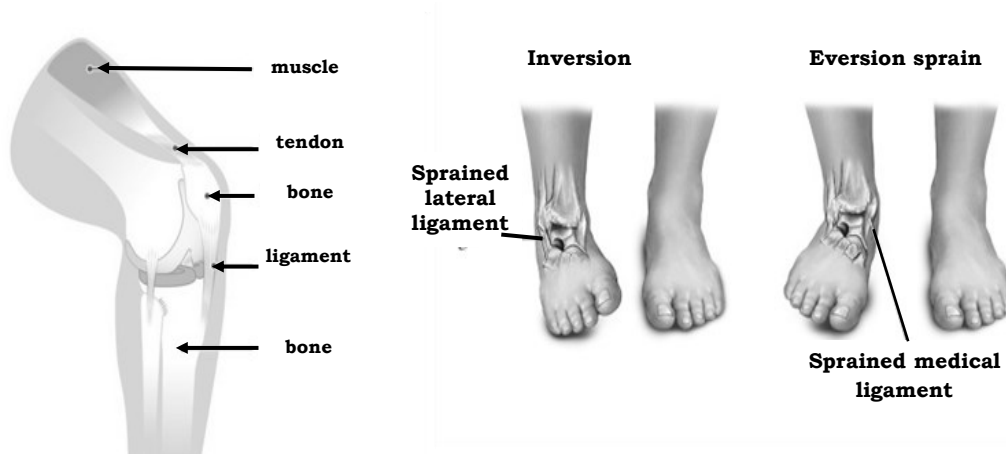 muscle
tendon
bone
ligament
bone
Inversion
Sprained
lateral
ligament
Eversion sprain
Sprained medical
ligament